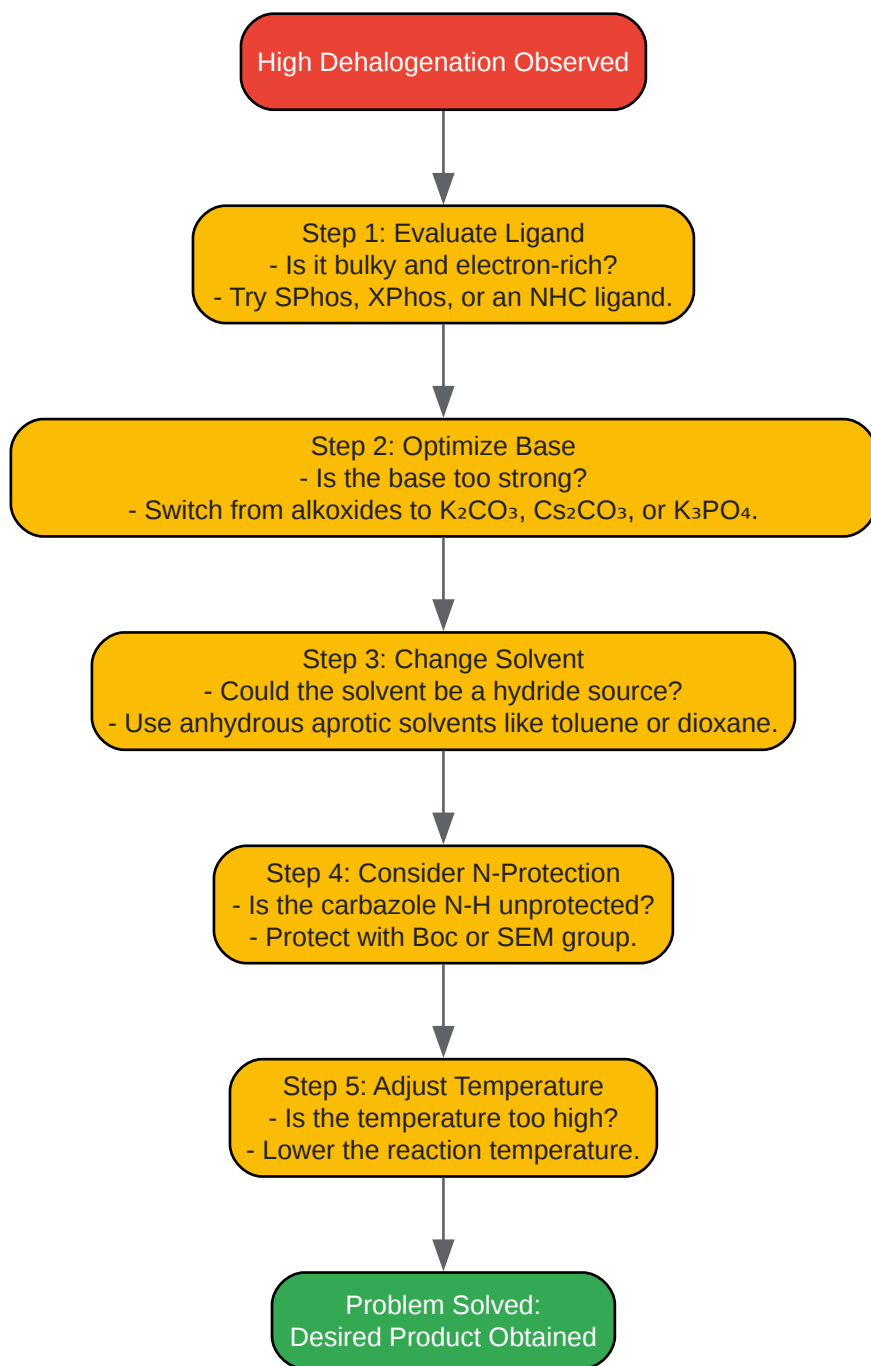 High Dehalogenation Observed
Step 1: Evaluate Ligand
- Is it bulky and electron-rich?
- Try SPhos, XPhos, or an NHC ligand.
Step 2: Optimize Base
- Is the base too strong?
- Switch from alkoxides to K₂CO₃, Cs₂CO₃, or K₃PO₄.
Step 3: Change Solvent
- Could the solvent be a hydride source?
- Use anhydrous aprotic solvents like toluene or dioxane.
Step 4: Consider N-Protection
- Is the carbazole N-H unprotected?
- Protect with Boc or SEM group.
Step 5: Adjust Temperature
- Is the temperature too high?
- Lower the reaction temperature.
Problem Solved:
Desired Product Obtained